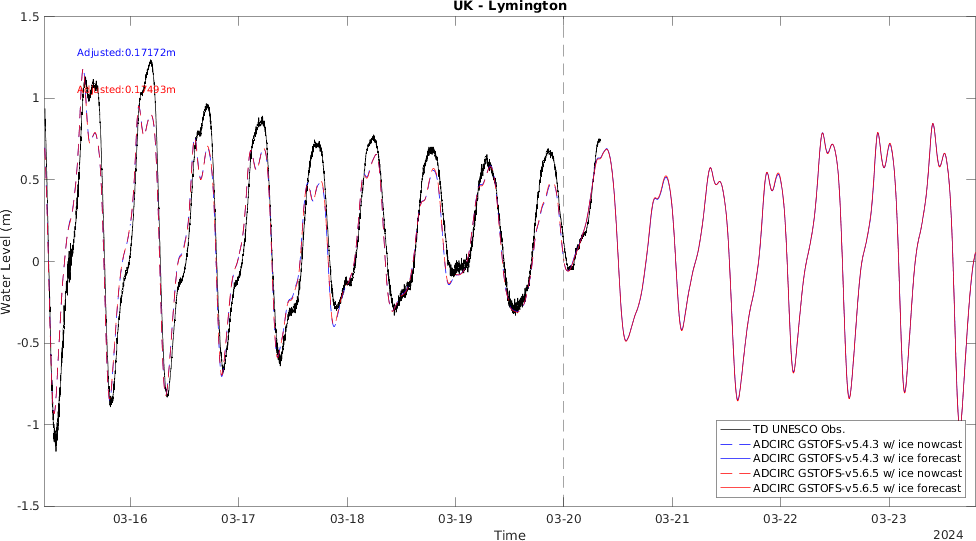 UK - Lymington
1.5
1
0.5
0
-0.5
-1
-1.5
Water Level (m)
Adjusted:0.17172m
Adjusted:0.17493m
TD UNESCO Obs.
ADCIRC GSTOFS-v5.4.3 w/ ice nowcast
ADCIRC GSTOFS-v5.4.3 w/ ice forecast
ADCIRC GSTOFS-v5.6.5 w/ ice nowcast
ADCIRC GSTOFS-v5.6.5 w/ ice forecast
03-16 03-17 03-18 03-19 03-20 03-21 03-22 03-23
Time
2024